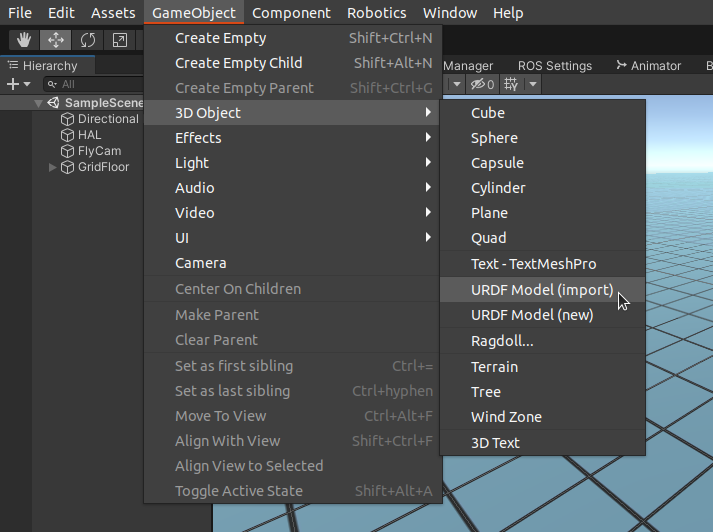 File Edit Assets GameObject Component Robotics Window Help
Hierarchy
Manager ROS Settings Animator
All
0
SampleScene
Directional
HAL
FlyCam
GridFloor
Create Empty Shift+Ctrl+N
Create Empty Child Shift+Alt+N
Create Empty Parent Shift+Ctrl+G
3D Object
Effects
Light
Audio
Video
UI
Camera
Center On Children
Make Parent
Clear Parent
Set as first sibling Ctrl+=
Set as last sibling Ctrl+hyphen
Move To View Ctrl+Alt+F
Align With View Shift+Ctrl+F
Align View to Selected
Toggle Active State Shift+Alt+A
Cube
Sphere
Capsule
Cylinder
Plane
Quad
Text - TextMeshPro
URDF Model (import)
URDF Model (new)
Ragdoll...
Terrain
Tree
Wind Zone
3D Text